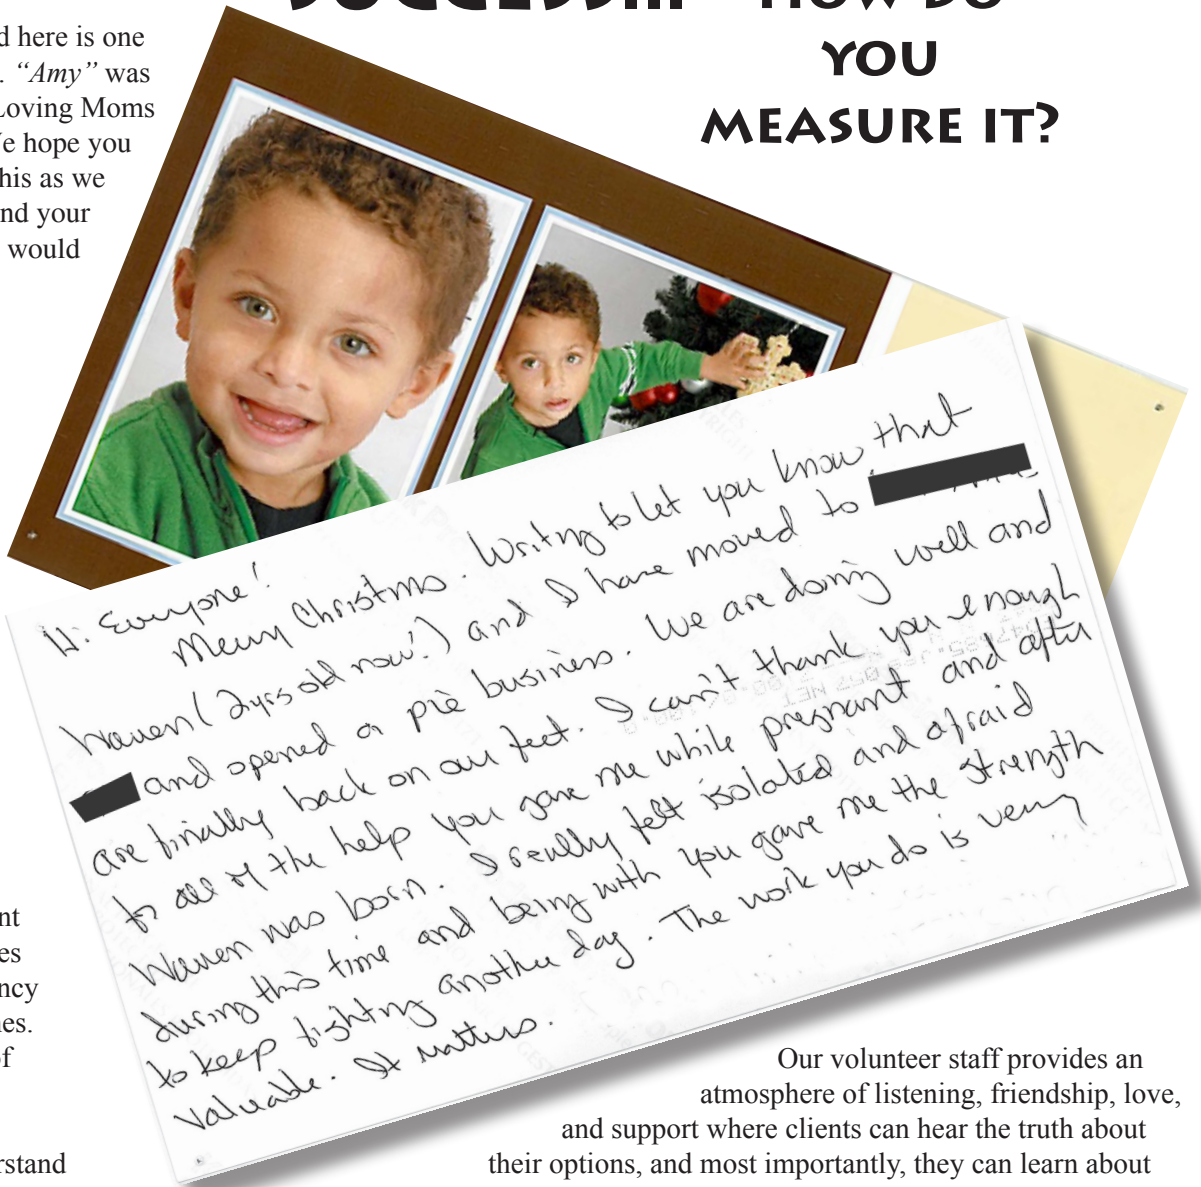 SUCCESS!!! HOW DO
YOU
MEASURE IT?
d here is one
. “Amy” was
Loving Moms
We hope you
his as we
nd your
would
Hi Everyone!
Merry Christmas. Writing to let you know that
(2yrs old now!) and I have moved to
and opened a pie business. We are doing well and
are finally back on our feet. I can't thank you enough
for all of the help you gave me while pregnant and after
was born. I really felt isolated and afraid
during this time and being with you gave me the strength
to keep fighting another day. The work you do is very
valuable. It matters.
nt
es
ncy
nes.
of
rstand
Our volunteer staff provides an
atmosphere of listening, friendship, love,
and support where clients can hear the truth about
their options, and most importantly, they can learn about